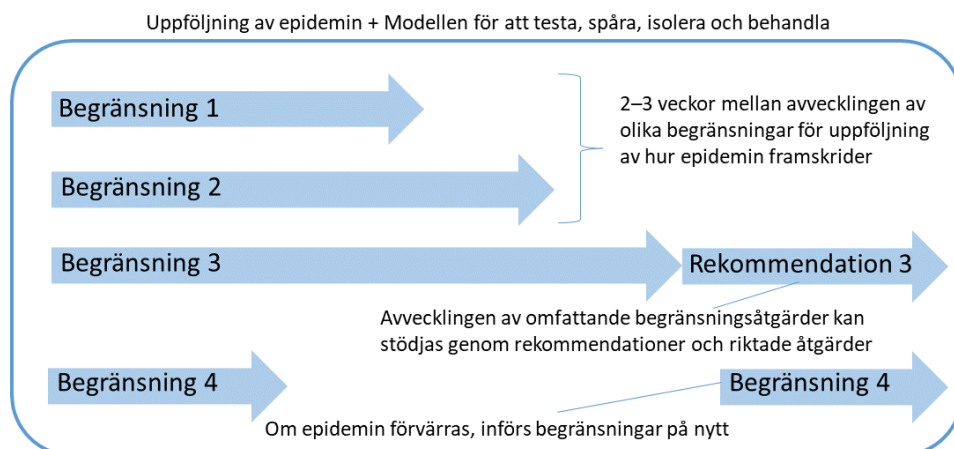 Uppföljning av epidemin + Modellen för att testa, spåra, isolera och behandla
Begränsning 1
2–3 veckor mellan avvecklingen av
olika begränsningar för uppföljning
av hur epidemin framskrider
Begränsning 2
Begränsning 3
Rekommendation 3
Avvecklingen av omfattande begränsningsåtgärder kan
stödjas genom rekommendationer och riktade åtgärder
Begränsning 4
Begränsning 4
Om epidemin förvärras, införs begränsningar på nytt